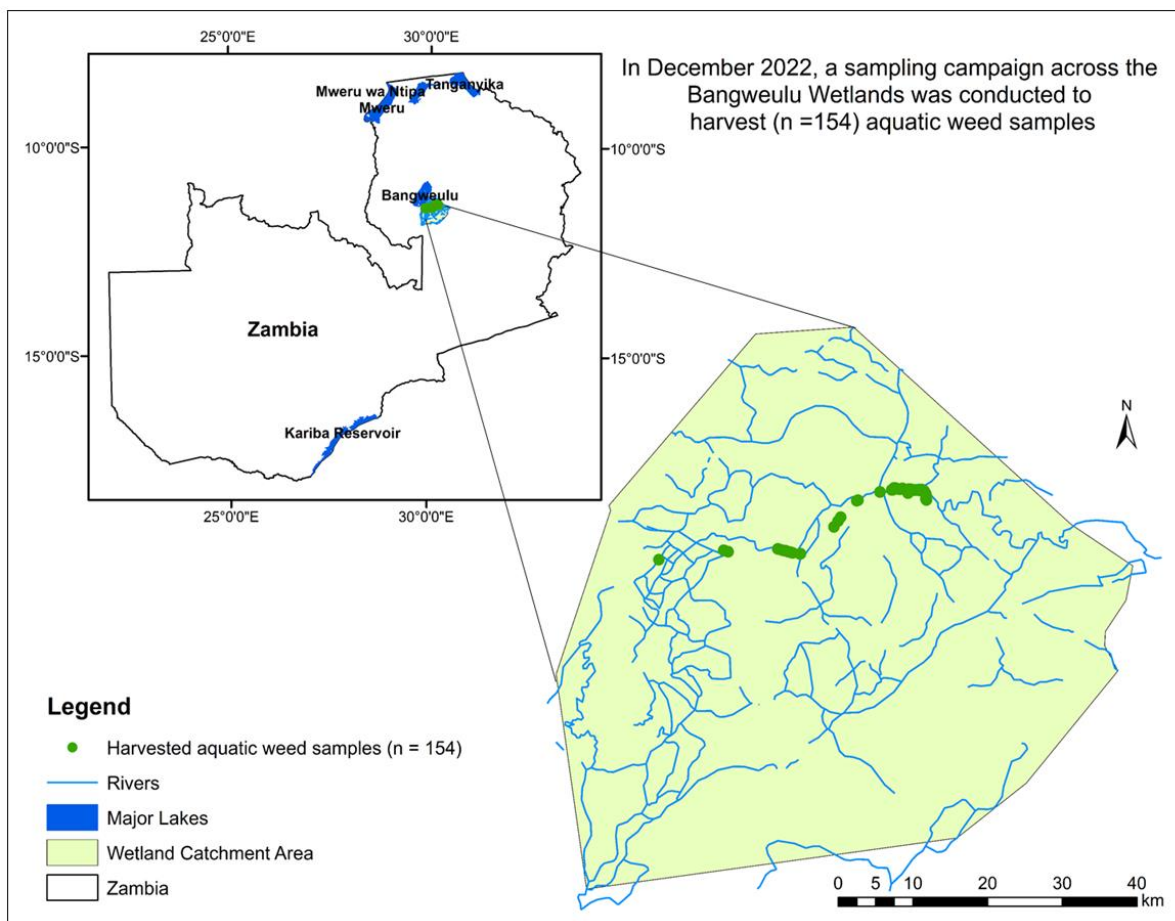 25°0'0"E 30°0'0"E
In December 2022, a sampling campaign across the
Bangweulu Wetlands was conducted to
harvest (n =154) aquatic weed samples
Mweru wa Ntipa
Tanganyika
Mweru
10°0'0"S 10°0'0"S
Bangweulu
Zambia
15°0'0"S 15°0'0"S
Kariba Reservoir
25°0'0"E 30°0'0"E
N
Legend
Harvested aquatic weed samples (n = 154)
Rivers
Major Lakes
Wetland Catchment Area
Zambia
0 5 10 20 30 40
km